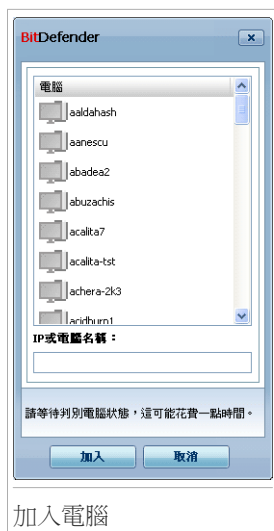 BitDefender
電腦
aaldahash
aanescu
abadea2
abuzachis
acalita7
acalita-tst
achera-2k3
acidburn1
IP或電腦名稱：
請等待判別電腦狀態，這可能花費一點時間。
加入
取消
加入電腦